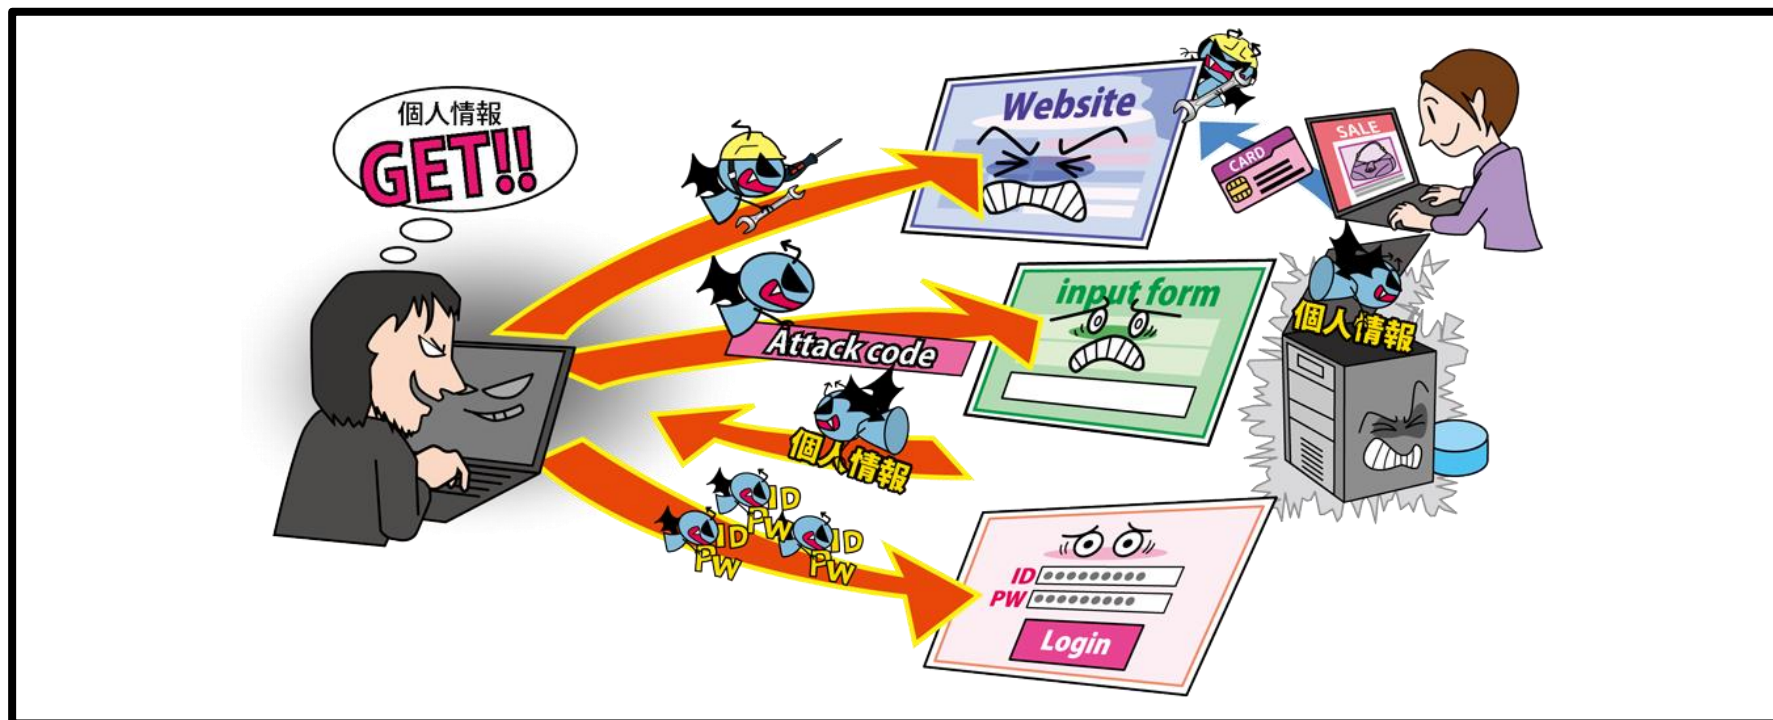 個人情報
GET!!
Website
CARD
SALE
input form
Attack code
個人情報
個人情報
ID
PW
ID
PW
ID
PW
ID
PW
Login